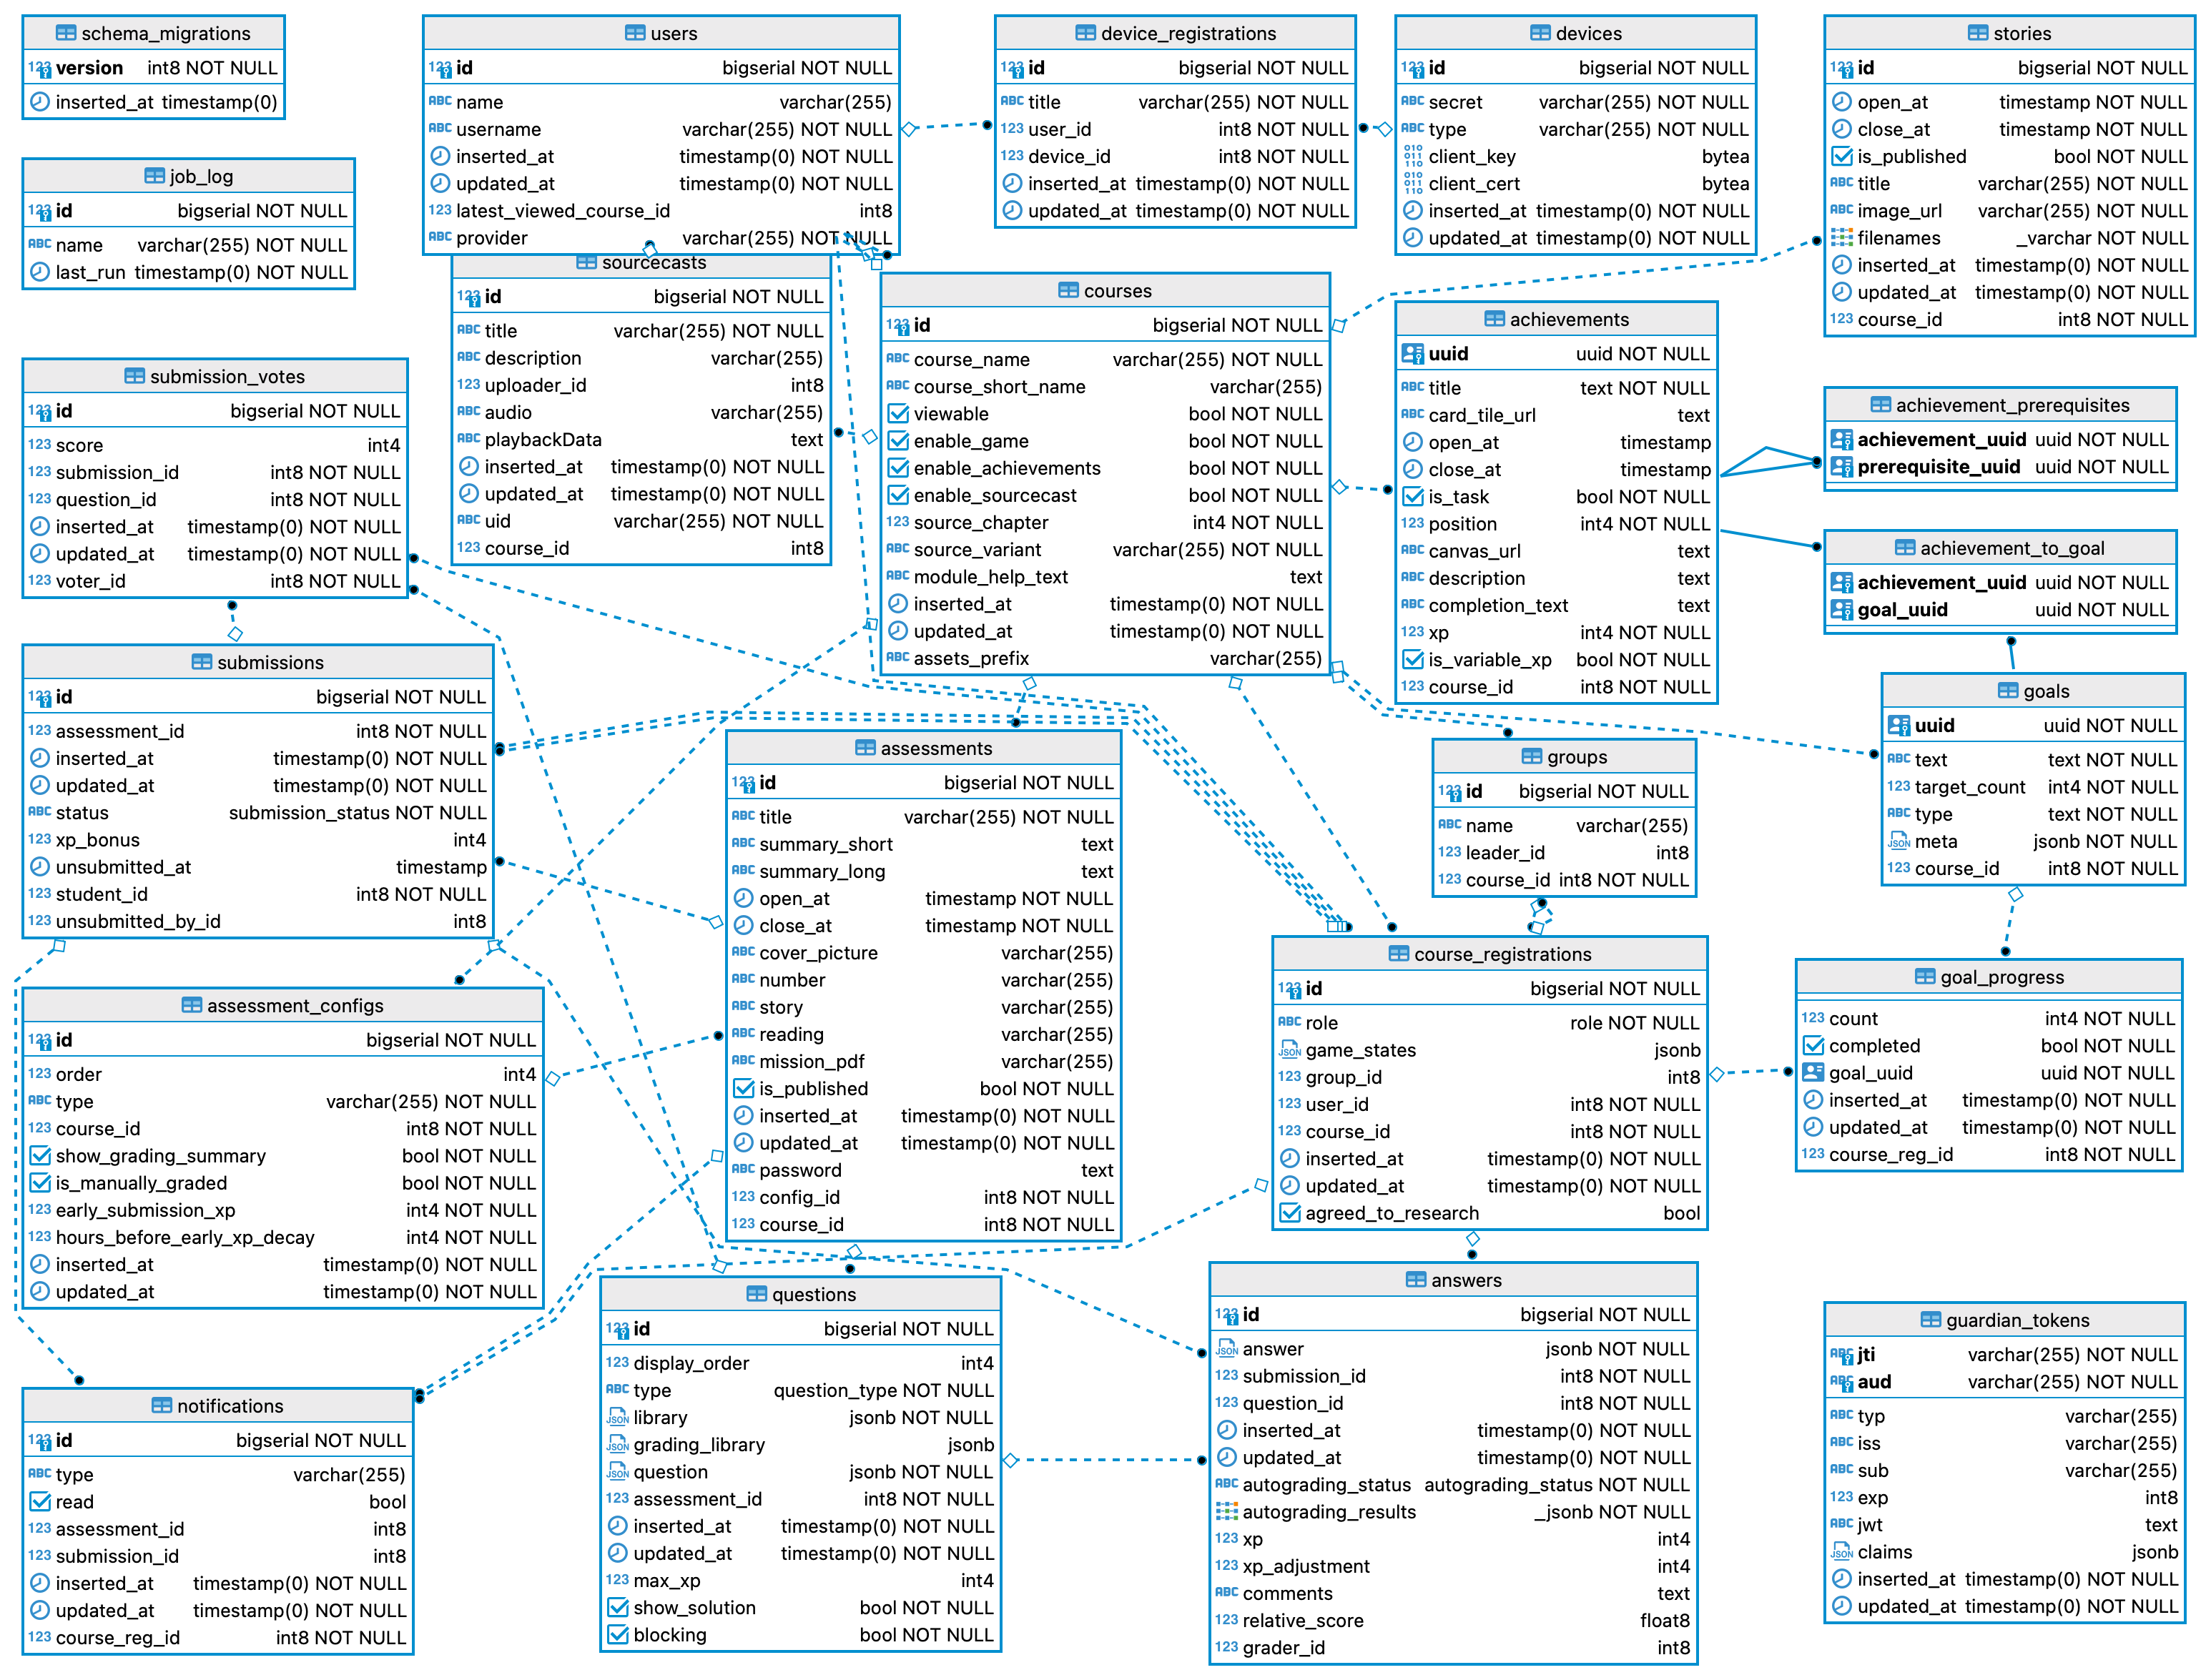 schema_migrations
version int8 NOT NULL
inserted_at timestamp(0)
job_log
id bigserial NOT NULL
name varchar(255) NOT NULL
last_run timestamp(0) NOT NULL
users
id bigserial NOT NULL
name varchar(255)
username varchar(255) NOT NULL
inserted_at timestamp(0) NOT NULL
updated_at timestamp(0) NOT NULL
latest_viewed_course_id int8
provider varchar(255) NOT NULL
device_registrations
id bigserial NOT NULL
title varchar(255) NOT NULL
user_id int8 NOT NULL
device_id int8 NOT NULL
inserted_at timestamp(0) NOT NULL
updated_at timestamp(0) NOT NULL
devices
id bigserial NOT NULL
secret varchar(255) NOT NULL
type varchar(255) NOT NULL
client_key bytea
client_cert bytea
inserted_at timestamp(0) NOT NULL
updated_at timestamp(0) NOT NULL
stories
id bigserial NOT NULL
open_at timestamp NOT NULL
close_at timestamp NOT NULL
is_published bool NOT NULL
title varchar(255) NOT NULL
image_url varchar(255) NOT NULL
filenames _varchar NOT NULL
inserted_at timestamp(0) NOT NULL
updated_at timestamp(0) NOT NULL
course_id int8 NOT NULL
sourcecasts
id bigserial NOT NULL
title varchar(255) NOT NULL
description varchar(255)
uploader_id int8
audio varchar(255)
playbackData text
inserted_at timestamp(0) NOT NULL
updated_at timestamp(0) NOT NULL
uid varchar(255) NOT NULL
course_id int8
courses
id bigserial NOT NULL
course_name varchar(255) NOT NULL
course_short_name varchar(255)
viewable bool NOT NULL
enable_game bool NOT NULL
enable_achievements bool NOT NULL
enable_sourcecast bool NOT NULL
source_chapter int4 NOT NULL
source_variant varchar(255) NOT NULL
module_help_text text
inserted_at timestamp(0) NOT NULL
updated_at timestamp(0) NOT NULL
assets_prefix varchar(255)
achievements
uuid uuid NOT NULL
title text NOT NULL
card_tile_url text
open_at timestamp
close_at timestamp
is_task bool NOT NULL
position int4 NOT NULL
canvas_url text
description text
completion_text text
xp int4 NOT NULL
is_variable_xp bool NOT NULL
course_id int8 NOT NULL
achievement_prerequisites
achievement_uuid uuid NOT NULL
prerequisite_uuid uuid NOT NULL
achievement_to_goal
achievement_uuid uuid NOT NULL
goal_uuid uuid NOT NULL
submission_votes
id bigserial NOT NULL
score int4
submission_id int8 NOT NULL
question_id int8 NOT NULL
inserted_at timestamp(0) NOT NULL
updated_at timestamp(0) NOT NULL
voter_id int8 NOT NULL
submissions
id bigserial NOT NULL
assessment_id int8 NOT NULL
inserted_at timestamp(0) NOT NULL
updated_at timestamp(0) NOT NULL
status submission_status NOT NULL
xp_bonus int4
unsubmitted_at timestamp
student_id int8 NOT NULL
unsubmitted_by_id int8
assessments
id bigserial NOT NULL
title varchar(255) NOT NULL
summary_short text
summary_long text
open_at timestamp NOT NULL
close_at timestamp NOT NULL
cover_picture varchar(255)
number varchar(255)
story varchar(255)
reading varchar(255)
mission_pdf varchar(255)
is_published bool NOT NULL
inserted_at timestamp(0) NOT NULL
updated_at timestamp(0) NOT NULL
password text
config_id int8 NOT NULL
course_id int8 NOT NULL
groups
id bigserial NOT NULL
name varchar(255)
leader_id int8
course_id int8 NOT NULL
goals
uuid uuid NOT NULL
text text NOT NULL
target_count int4 NOT NULL
type text NOT NULL
meta jsonb NOT NULL
course_id int8 NOT NULL
assessment_configs
id bigserial NOT NULL
order int4
type varchar(255) NOT NULL
course_id int8 NOT NULL
show_grading_summary bool NOT NULL
is_manually_graded bool NOT NULL
early_submission_xp int4 NOT NULL
hours_before_early_xp_decay int4 NOT NULL
inserted_at timestamp(0) NOT NULL
updated_at timestamp(0) NOT NULL
course_registrations
id bigserial NOT NULL
role role NOT NULL
game_states jsonb
group_id int8
user_id int8 NOT NULL
course_id int8 NOT NULL
inserted_at timestamp(0) NOT NULL
updated_at timestamp(0) NOT NULL
agreed_to_research bool
goal_progress
count int4 NOT NULL
completed bool NOT NULL
goal_uuid uuid NOT NULL
inserted_at timestamp(0) NOT NULL
updated_at timestamp(0) NOT NULL
course_reg_id int8 NOT NULL
notifications
id bigserial NOT NULL
type varchar(255)
read bool
assessment_id int8
submission_id int8
inserted_at timestamp(0) NOT NULL
updated_at timestamp(0) NOT NULL
course_reg_id int8 NOT NULL
questions
id bigserial NOT NULL
display_order int4
type question_type NOT NULL
library jsonb NOT NULL
grading_library jsonb
question jsonb NOT NULL
assessment_id int8 NOT NULL
inserted_at timestamp(0) NOT NULL
updated_at timestamp(0) NOT NULL
max_xp int4
show_solution bool NOT NULL
blocking bool NOT NULL
answers
id bigserial NOT NULL
answer jsonb NOT NULL
submission_id int8 NOT NULL
question_id int8 NOT NULL
inserted_at timestamp(0) NOT NULL
updated_at timestamp(0) NOT NULL
autograding_status autograding_status NOT NULL
autograding_results _jsonb NOT NULL
xp int4
xp_adjustment int4
comments text
relative_score float8
grader_id int8
guardian_tokens
jti varchar(255) NOT NULL
aud varchar(255) NOT NULL
typ varchar(255)
iss varchar(255)
sub varchar(255)
exp int8
jwt text
claims jsonb
inserted_at timestamp(0) NOT NULL
updated_at timestamp(0) NOT NULL